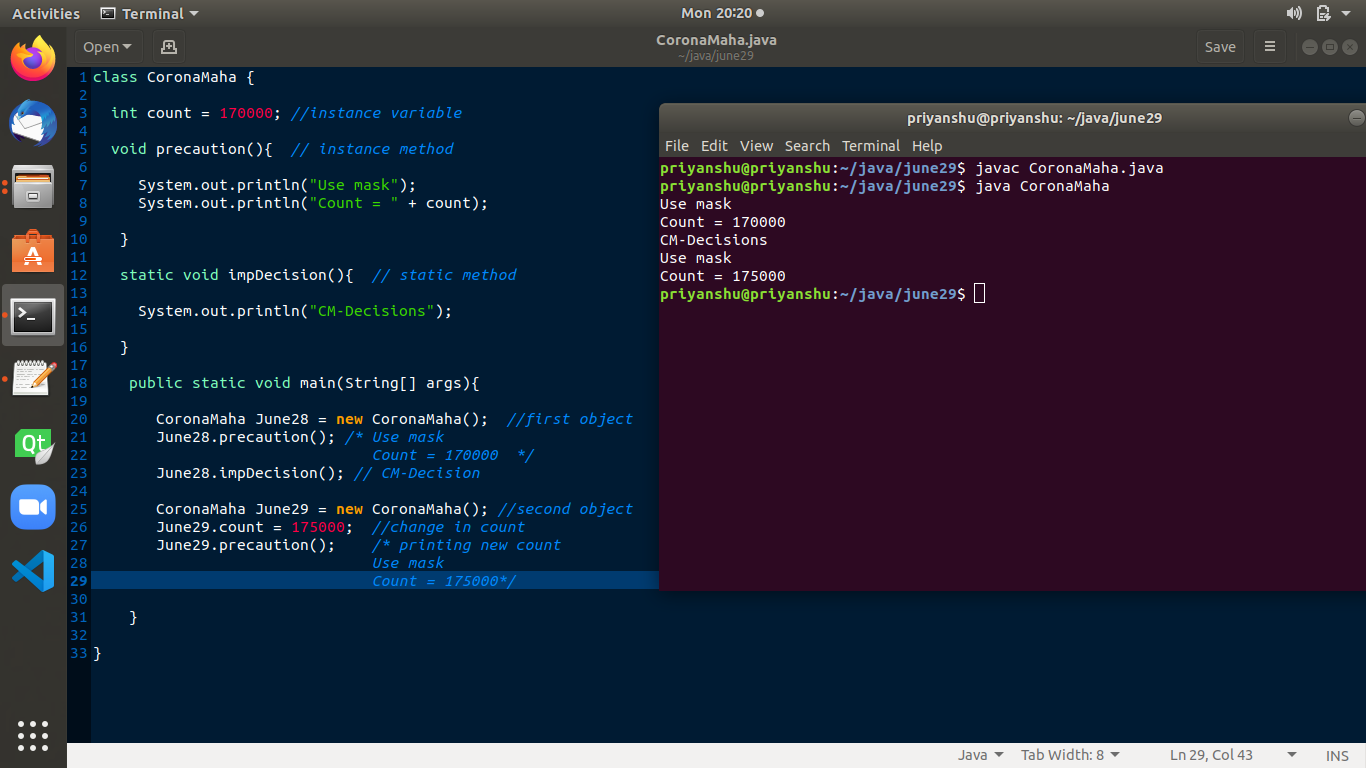 Activities Terminal Mon 20:20
Open CoronaMaha.java Save
~/java/june29
1 class CoronaMaha {
2
3 int count = 170000; //instance variable
4
5 void precaution(){ // instance method
6
7 System.out.println("Use mask");
8 System.out.println("Count = " + count);
9
10 }
11
12 static void impDecision(){ // static method
13
14 System.out.println("CM-Decisions");
15
16 }
17
18 public static void main(String[] args){
19
20 CoronaMaha June28 = new CoronaMaha(); //first object
21 June28.precaution(); /* Use mask
22 Count = 170000 */
23 June28.impDecision(); // CM-Decision
24
25 CoronaMaha June29 = new CoronaMaha(); //second object
26 June29.count = 175000; //change in count
27 June29.precaution(); /* printing new count
28 Use mask
29 Count = 175000*/
30
31 }
32
33 }
priyanshu@priyanshu: ~/java/june29
File Edit View Search Terminal Help
priyanshu@priyanshu:~/java/june29$ javac CoronaMaha.java
priyanshu@priyanshu:~/java/june29$ java CoronaMaha
Use mask
Count = 170000
CM-Decisions
Use mask
Count = 175000
priyanshu@priyanshu:~/java/june29$
Qt
Java Tab Width: 8 Ln 29, Col 43 INS